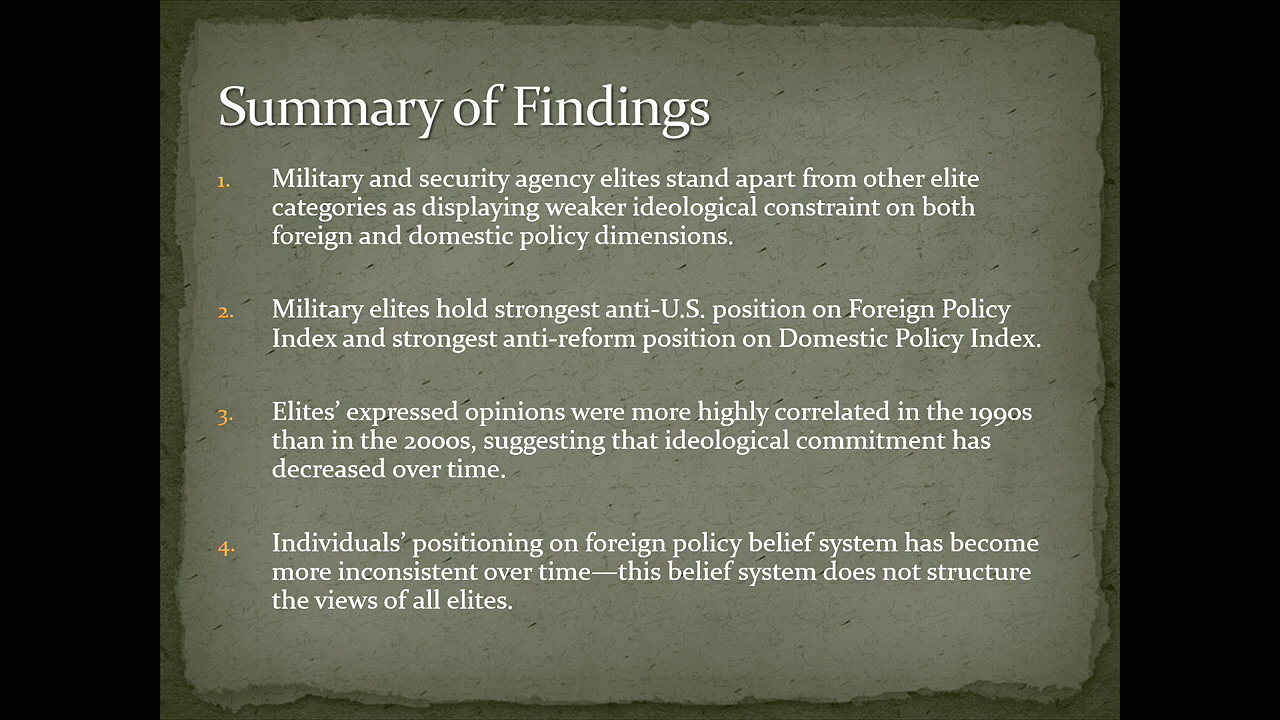 Summary of Findings
1. Military and security agency elites stand apart from other elite
categories as displaying weaker ideological constraint on both
foreign and domestic policy dimensions.
2. Military elites hold strongest anti-U.S. position on Foreign Policy
Index and strongest anti-reform position on Domestic Policy Index.
3. Elites’ expressed opinions were more highly correlated in the 1990s
than in the 2000s, suggesting that ideological commitment has
decreased over time.
4. Individuals’ positioning on foreign policy belief system has become
more inconsistent over time—this belief system does not structure
the views of all elites.